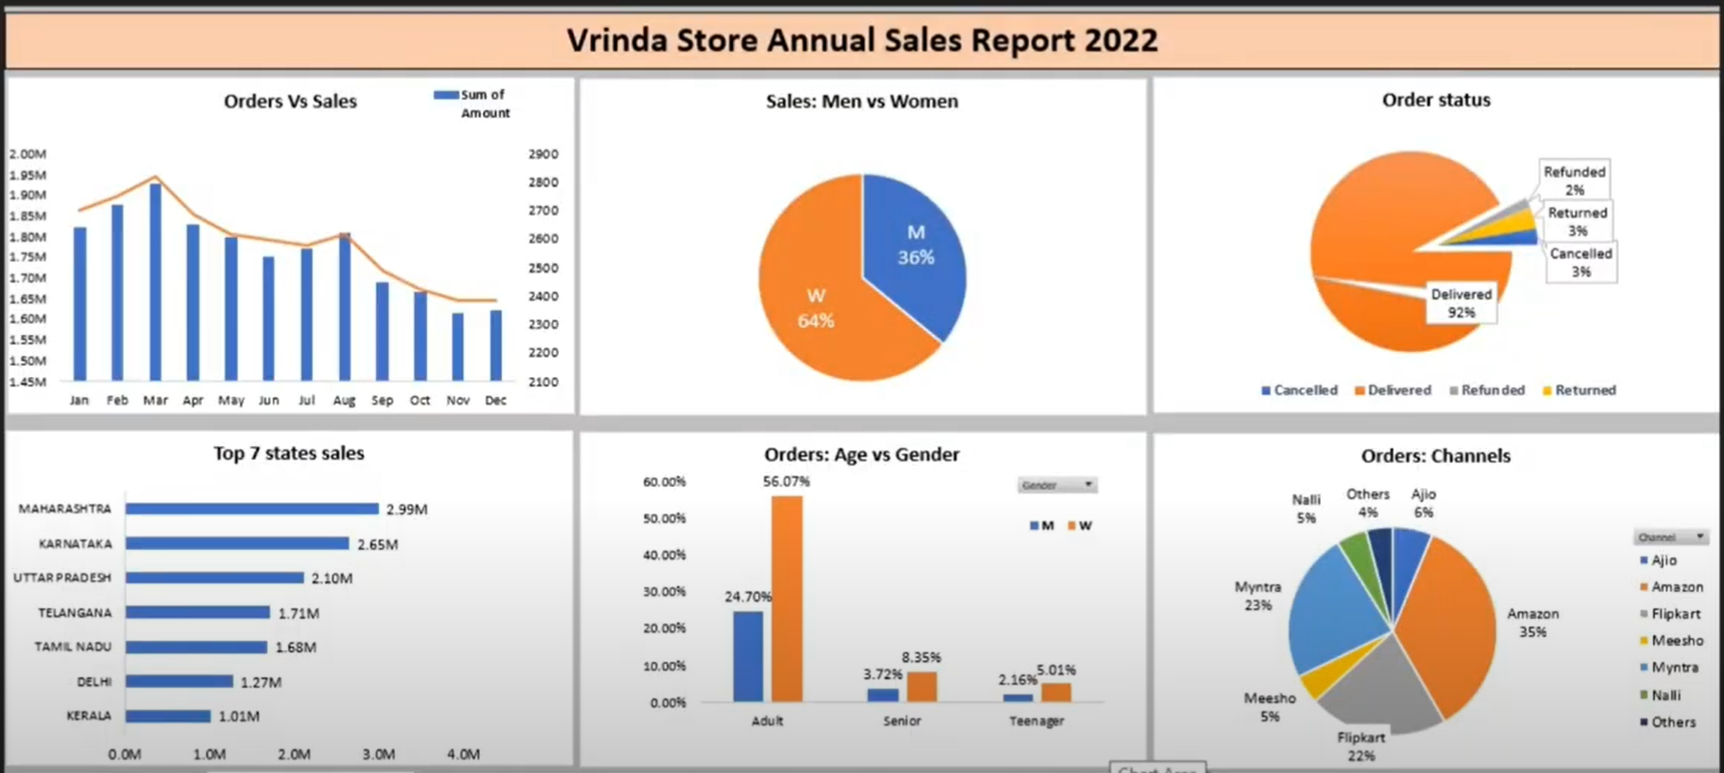 Vrinda Store Annual Sales Report 2022
Orders Vs Sales
Sum of
Amount
2.00M
1.95M
1.90M
1.85M
1.80M
1.75M
1.70M
1.65M
1.60M
1.55M
1.50M
1.45M
2900
2800
2700
2600
2500
2400
2300
2200
2100
Jan Feb Mar Apr May Jun Jul Aug Sep Oct Nov Dec
Sales: Men vs Women
M
36%
W
64%
Order status
Refunded
2%
Returned
3%
Cancelled
3%
Delivered
92%
Cancelled Delivered Refunded Returned
Top 7 states sales
MAHARASHTRA 2.99M
KARNATAKA 2.65M
UTTAR PRADESH 2.10M
TELANGANA 1.71M
TAMIL NADU 1.68M
DELHI 1.27M
KERALA 1.01M
0.0M 1.0M 2.0M 3.0M 4.0M
Orders: Age vs Gender
Gender
M W
60.00%
50.00%
40.00%
30.00%
20.00%
10.00%
0.00%
56.07%
24.70%
3.72%
8.35%
2.16%
5.01%
Adult Senior Teenager
Orders: Channels
Nalli
5%
Others
4%
Ajio
6%
Myntra
23%
Amazon
35%
Meesho
5%
Flipkart
22%
Channel
Ajio
Amazon
Flipkart
Meesho
Myntra
Nalli
Others
Chart Area